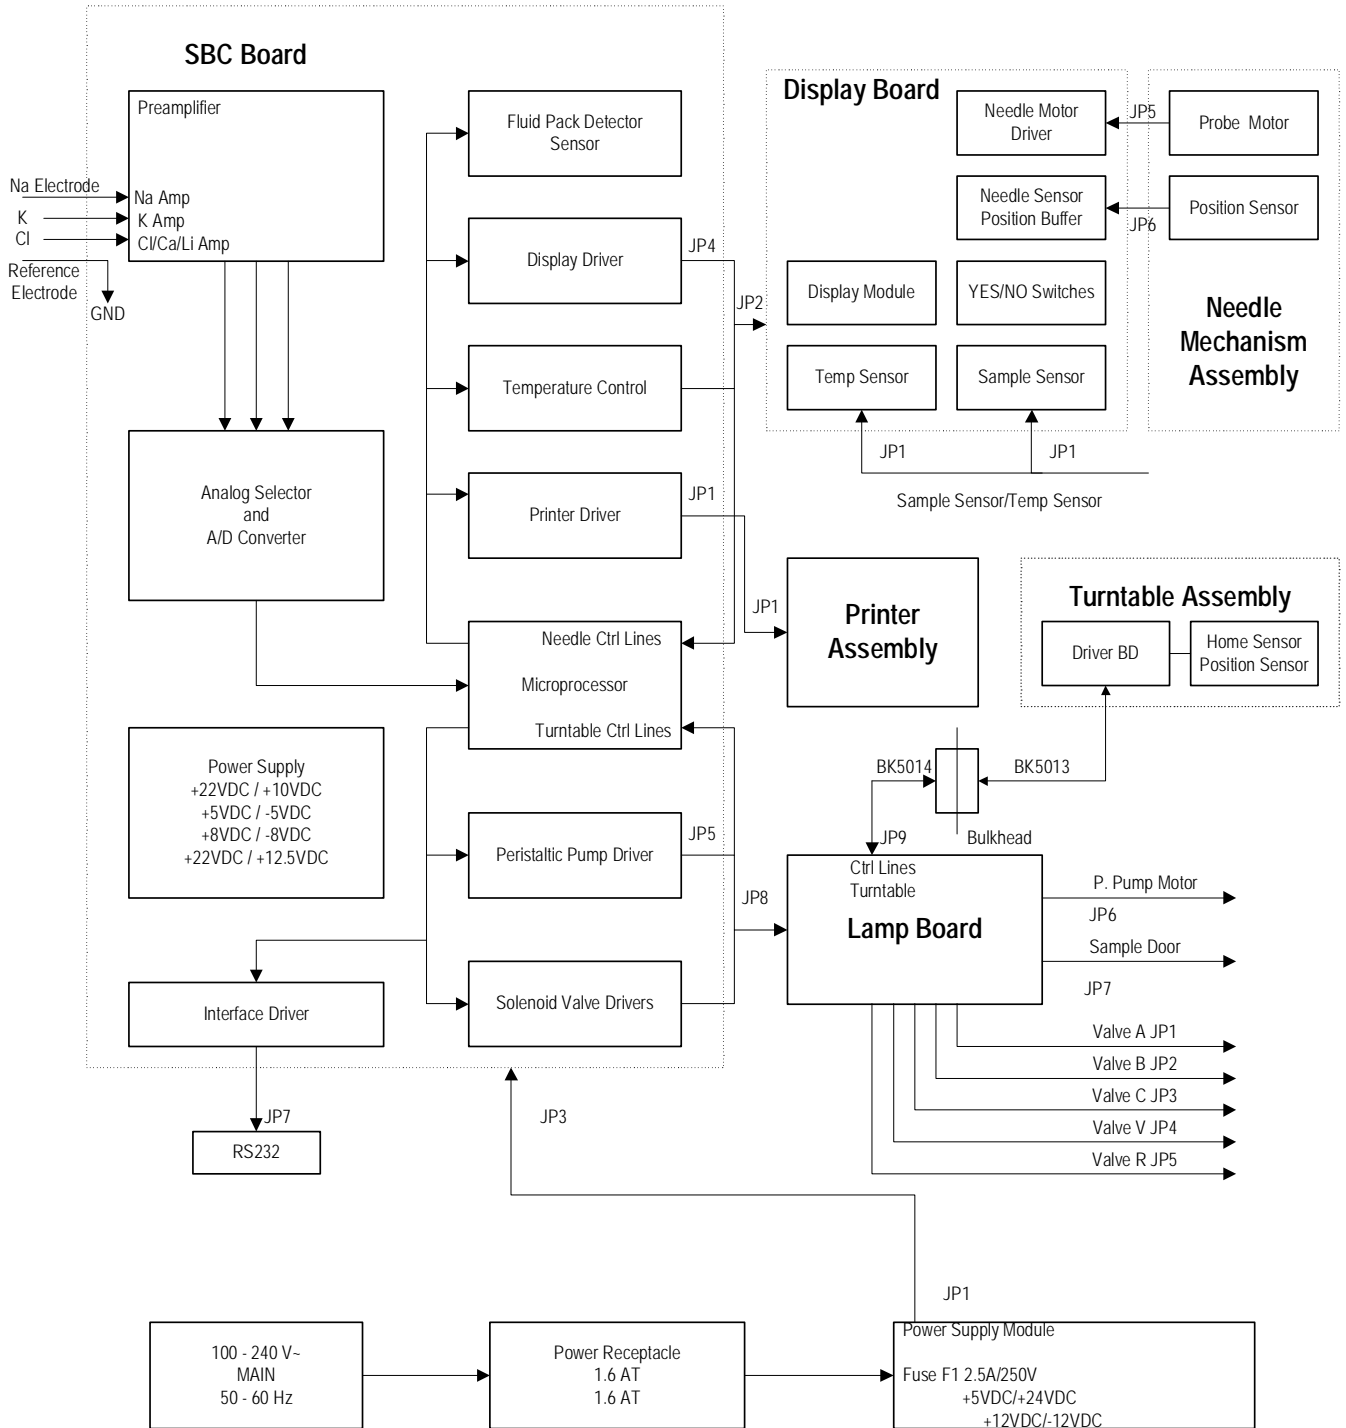 SBC Board
Preamplifier
Na Electrode
Na Amp
K
K Amp
Cl
Cl/Ca/Li Amp
Reference
Electrode
GND
Fluid Pack Detector
Sensor
Display Driver
JP4
Temperature Control
Printer Driver
JP1
Analog Selector
and
A/D Converter
Needle Ctrl Lines
Microprocessor
Turntable Ctrl Lines
Power Supply
+22VDC / +10VDC
+5VDC / -5VDC
+8VDC / -8VDC
+22VDC / +12.5VDC
Peristaltic Pump Driver
JP5
Solenoid Valve Drivers
Interface Driver
JP7
RS232
JP2
Display Board
Needle Motor
Driver
Needle Sensor
Position Buffer
Display Module
YES/NO Switches
Temp Sensor
Sample Sensor
JP5
JP6
Probe Motor
Position Sensor
Needle
Mechanism
Assembly
JP1
JP1
Sample Sensor/Temp Sensor
JP1
Printer
Assembly
Turntable Assembly
Driver BD
Home Sensor
Position Sensor
BK5014
BK5013
JP9
Bulkhead
JP8
Ctrl Lines
Turntable
Lamp Board
P. Pump Motor
JP6
Sample Door
JP7
Valve A JP1
Valve B JP2
Valve C JP3
Valve V JP4
Valve R JP5
JP3
JP1
100 - 240 V~
MAIN
50 - 60 Hz
Power Receptacle
1.6 AT
1.6 AT
Power Supply Module
Fuse F1 2.5A/250V
+5VDC/+24VDC
+12VDC/-12VDC